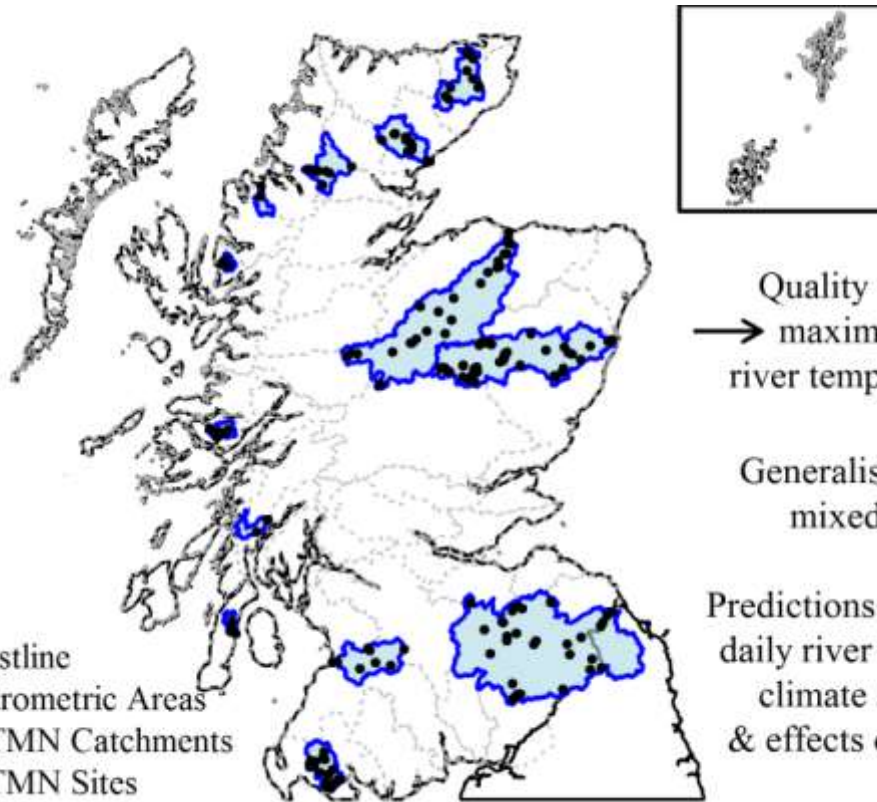 Quality
maxim
river temp
Generalis
mixed
Predictions
daily river
climate
& effects
stline
rometric Areas
TMN Catchments
TMN Sites